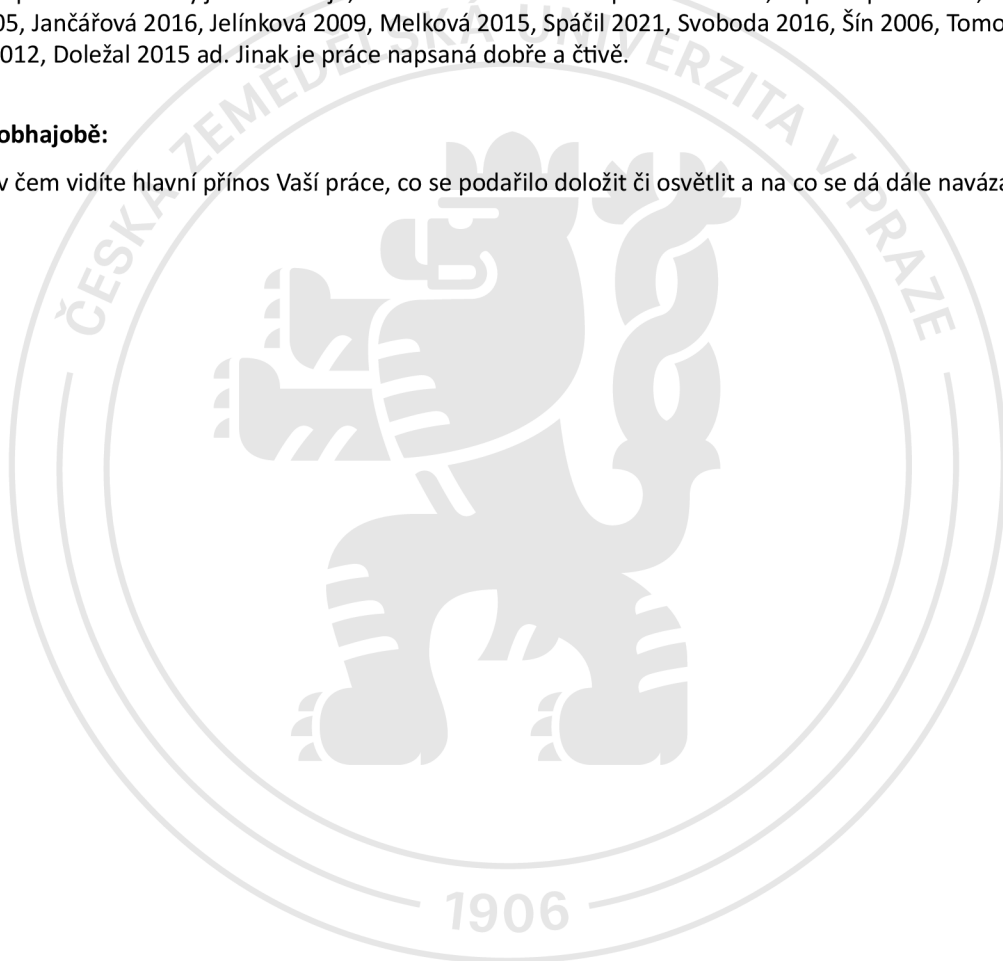 05, Jančářová 2016, Jelínková 2009, Melková 2015, Spáčil 2021, Svoboda 2016, Šín 2006, Tomo
012, Doležal 2015 ad. Jinak je práce napsaná dobře a čtivě.
obhajobě:
v čem vidíte hlavní přínos Vaší práce, co se podařilo doložit či osvětlit a na co se dá dále naváza
ČESKÁ ZEMĚDĚLSKÁ UNIVERZITA V PRAZE
1906